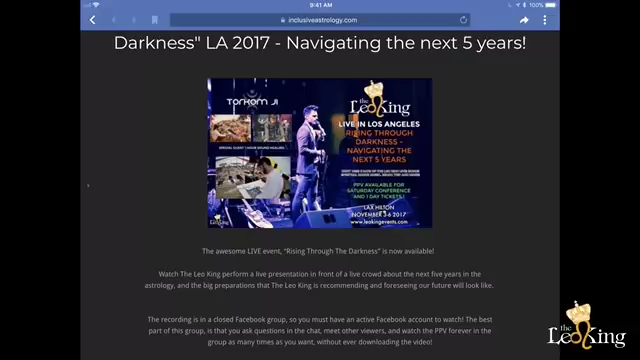 9:41 AM
100%
inclusiveastrology.com
Darkness" LA 2017 - Navigating the next 5 years!
TORKOM JI
the
LeoKing
LIVE IN LOS ANGELES
RISING THROUGH
DARKNESS -
NAVIGATING THE
NEXT 5 YEARS
PPV AVAILABLE FOR
SATURDAY CONFERENCE
AND 1 DAY TICKETS!
LAX HILTON
NOVEMBER 3-6 2017
www.leokingevents.com
The awesome LIVE event, "Rising Through The Darkness" is now available!
Watch The Leo King perform a live presentation in front of a live crowd about the next five years in the
astrology, and the big preparations that The Leo King is recommending and foreseeing our future will look like.
The recording is in a closed Facebook group, so you must have an active Facebook account to watch! The best
part of this group, is that you ask questions in the chat, meet other viewers, and watch the PPV forever in the
group as many times as you want, without ever downloading the video!
the
LeoKing